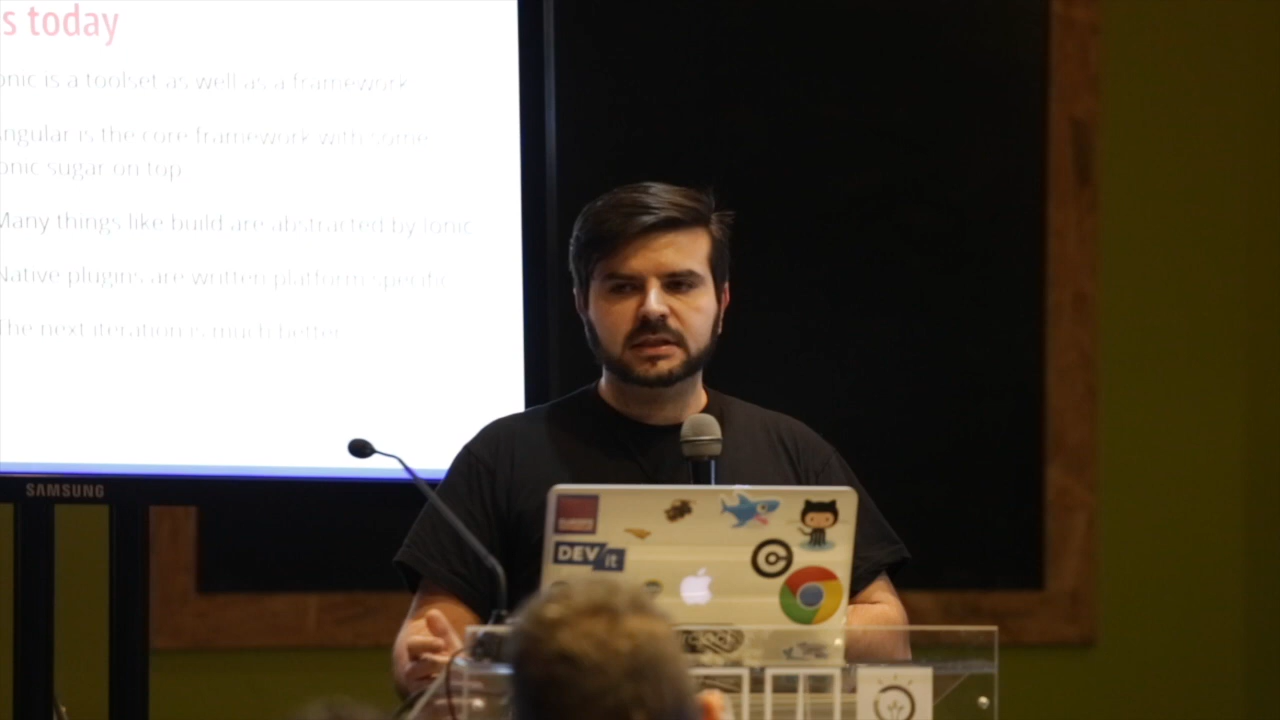 s today
onic is a toolset as well as a framework
ngular is the core framework with some
onic sugar on top
Many things like build are abstracted by Ionic
Native plugins are written platform specific
The next iteration is much better
SAMSUNG
DEV it